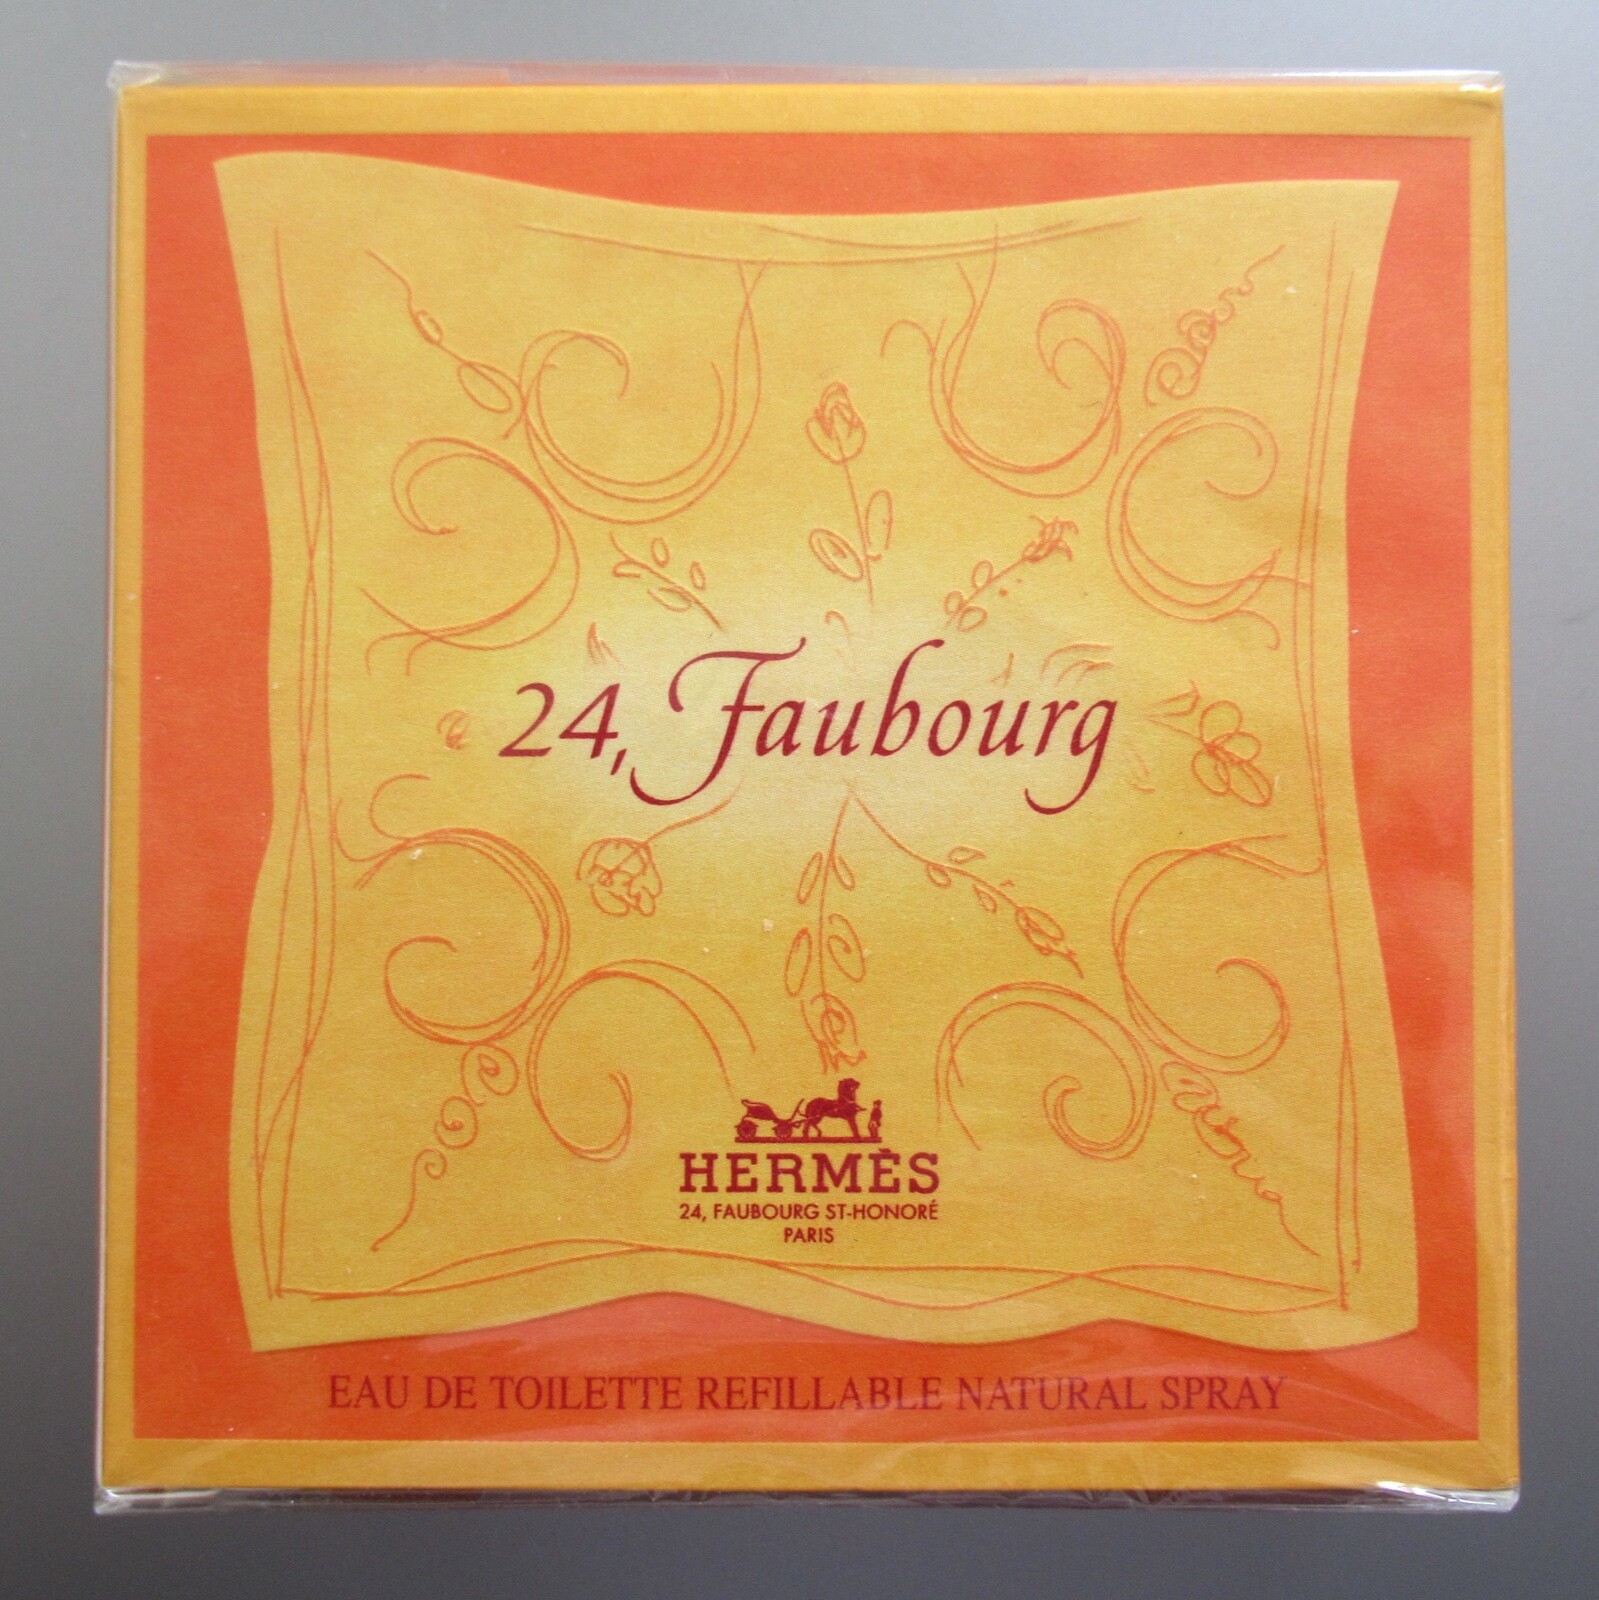 24, Faubourg
HERMÈS
24, FAUBOURG ST-HONORÉ
PARIS
EAU DE TOILETTE REFILLABLE NATURAL SPRAY